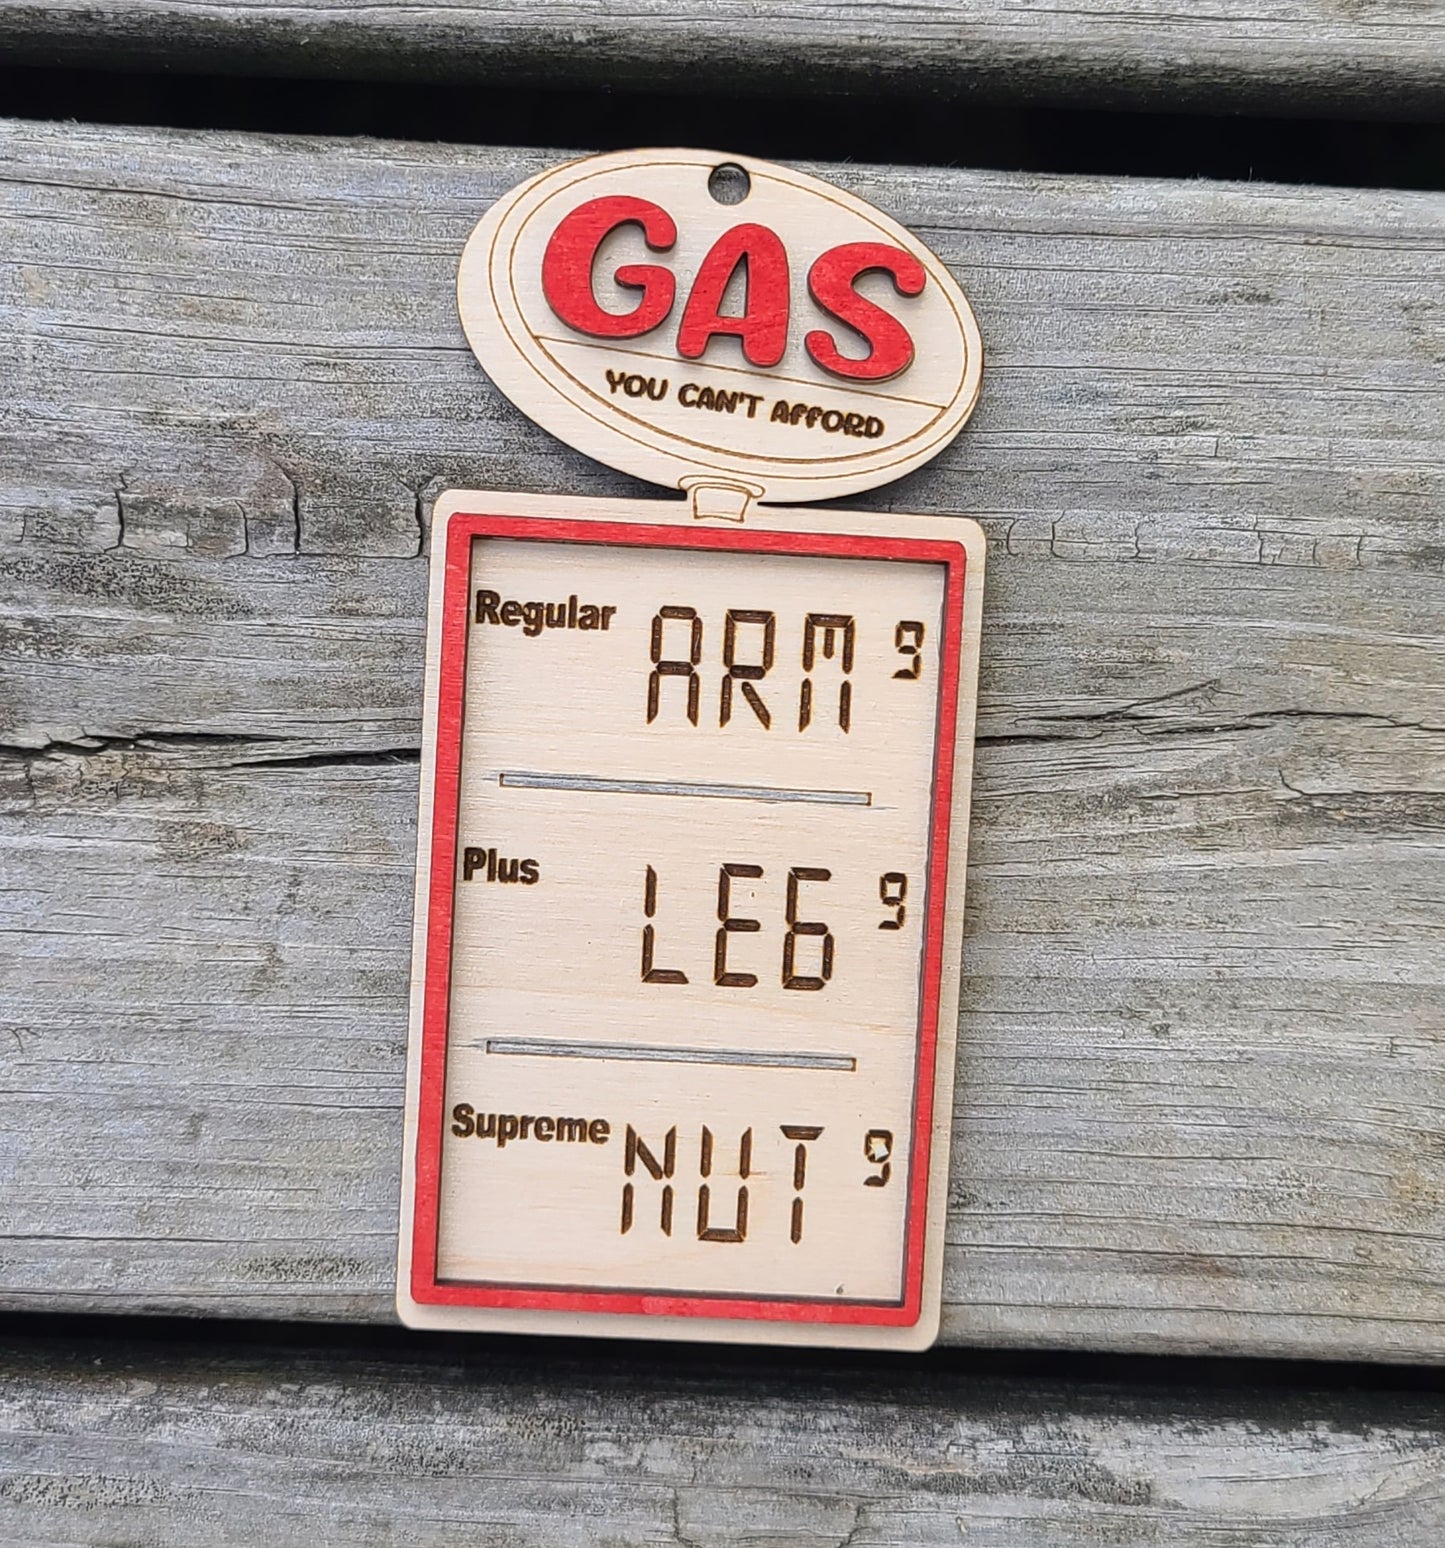 GAS
YOU CAN'T AFFORD
Regular ARM 9
Plus LEG 9
Supreme NUT 9